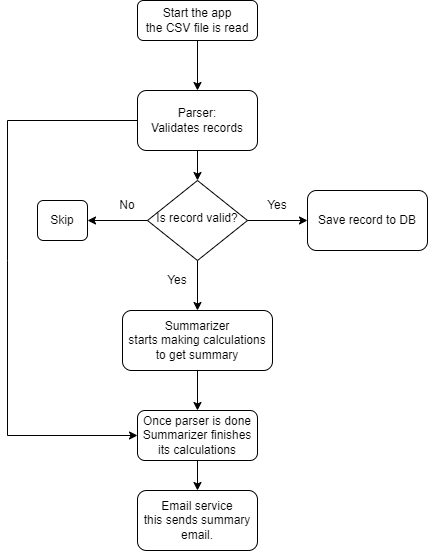 Start the app
the CSV file is read
Parser:
Validates records
Is record valid?
No
Yes
Skip
Save record to DB
Yes
Summarizer
starts making calculations
to get summary
Once parser is done
Summarizer finishes
its calculations
Email service
this sends summary
email.